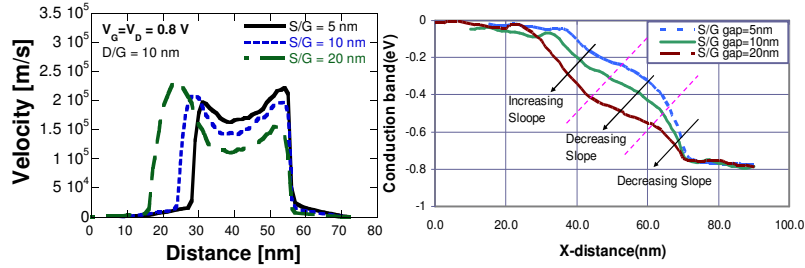 3.5 10⁵
3 10⁵
2.5 10⁵
2 10⁵
1.5 10⁵
1 10⁵
5 10⁴
0
Velocity [m/s]
V_G=V_D = 0.8 V
D/G = 10 nm
S/G = 5 nm
S/G = 10 nm
S/G = 20 nm
0 10 20 30 40 50 60 70 80
Distance [nm]
0
-0.2
-0.4
-0.6
-0.8
-1
Conduction band(eV)
S/G gap=5nm
S/G gap=10nm
S/G gap=20nm
Increasing
Sloope
Decreasing
Slope
Decreasing Slope
0.0 20.0 40.0 60.0 80.0 100.0
X-distance(nm)